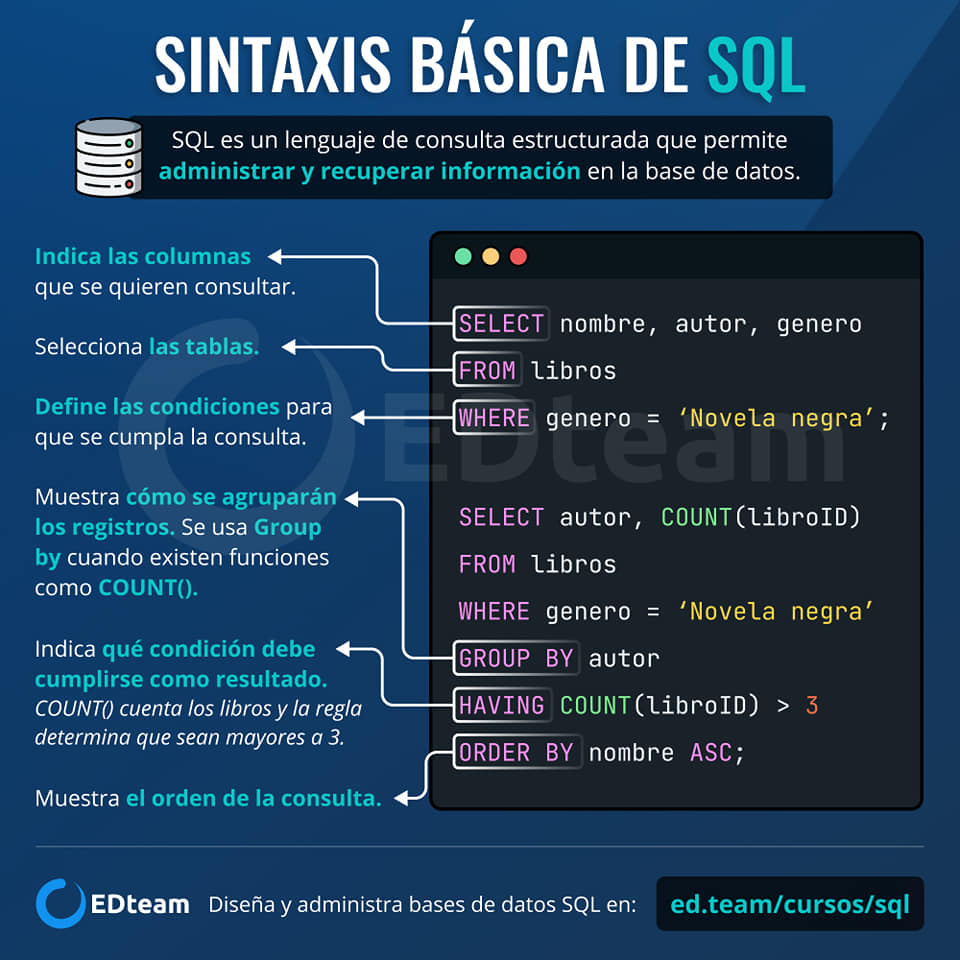 SINTAXIS BÁSICA DE SQL
SQL es un lenguaje de consulta estructurada que permite
administrar y recuperar información en la base de datos.
Indica las columnas
que se quieren consultar.
Selecciona las tablas.
Define las condiciones para
que se cumpla la consulta.
Muestra cómo se agruparán
los registros. Se usa Group
by cuando existen funciones
como COUNT().
Indica qué condición debe
cumplirse como resultado.
COUNT() cuenta los libros y la regla
determina que sean mayores a 3.
Muestra el orden de la consulta.
SELECT nombre, autor, genero
FROM libros
WHERE genero = ‘Novela negra’;
SELECT autor, COUNT(libroID)
FROM libros
WHERE genero = ‘Novela negra’
GROUP BY autor
HAVING COUNT(libroID) > 3
ORDER BY nombre ASC;
EDteam
EDteam
Diseña y administra bases de datos SQL en:
ed.team/cursos/sql